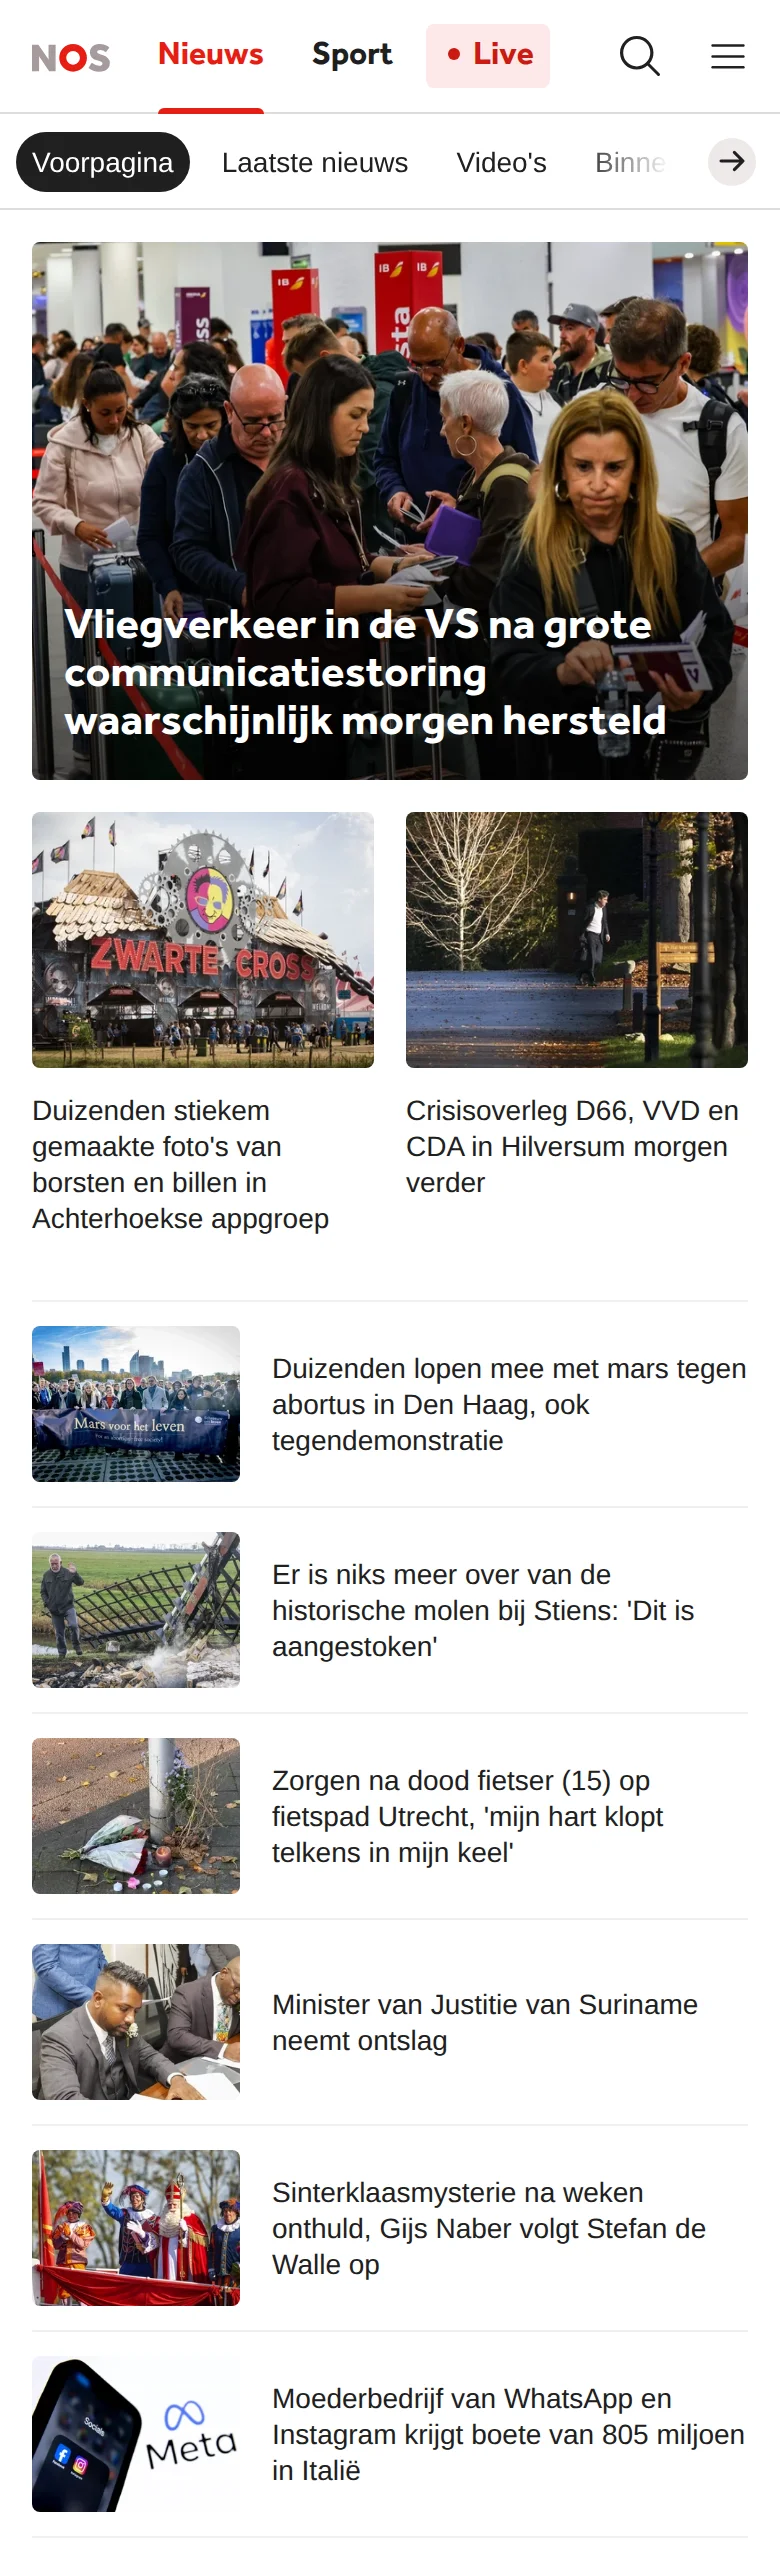 NOS
Nieuws
Sport
Live
Voorpagina
Laatste nieuws
Video's
Binne
IB
IB
IB
sta
Vliegverkeer in de VS na grote
communicatiestoring
waarschijnlijk morgen hersteld
ZWARTE CROSS
Duizenden stiekem
gemaakte foto's van
borsten en billen in
Achterhoekse appgroep
Crisisoverleg D66, VVD en
CDA in Hilversum morgen
verder
Mars voor het leven
Duizenden lopen mee met mars tegen
abortus in Den Haag, ook
tegendemonstratie
Er is niks meer over van de
historische molen bij Stiens: 'Dit is
aangestoken'
Zorgen na dood fietser (15) op
fietspad Utrecht, 'mijn hart klopt
telkens in mijn keel'
Minister van Justitie van Suriname
neemt ontslag
Sinterklaasmysterie na weken
onthuld, Gijs Naber volgt Stefan de
Walle op
Socials
Meta
Moederbedrijf van WhatsApp en
Instagram krijgt boete van 805 miljoen
in Italië